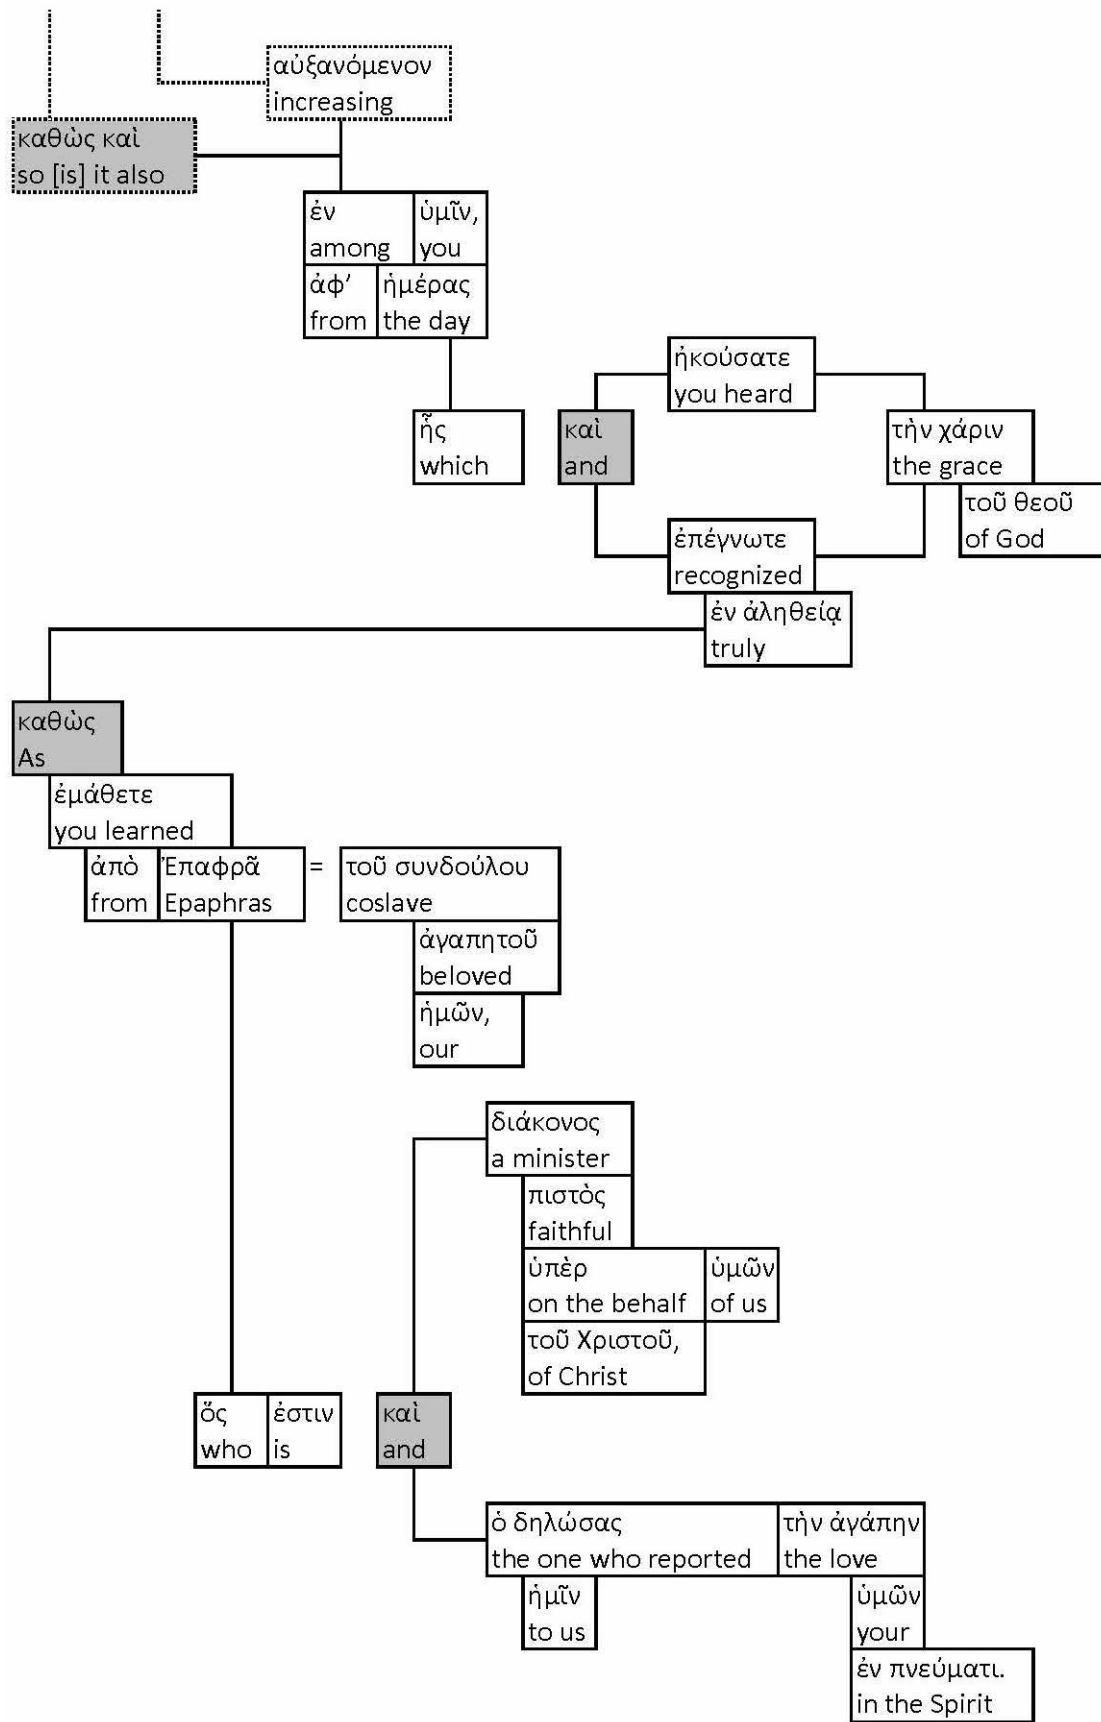 αὐξανόμενον
increasing
καθὼς καὶ
so [is] it also
ἐν ὑμῖν,
among you
ἀφ’ ἡμέρας
from the day
ἠκούσατε
you heard
ἧς καὶ τὴν χάριν
which and the grace
τοῦ θεοῦ
of God
ἐπέγνωτε
recognized
ἐν ἀληθείᾳ
truly
καθὼς
As
ἐμάθετε
you learned
ἀπὸ Ἐπαφρᾶ = τοῦ συνδούλου
from Epaphras coslave
ἀγαπητοῦ
beloved
ἡμῶν,
our
διάκονος
a minister
πιστὸς
faithful
ὑπὲρ ὑμῶν
on the behalf of us
τοῦ Χριστοῦ,
of Christ
ὅς ἐστιν καὶ
who is and
ὁ δηλώσας τὴν ἀγάπην
the one who reported the love
ἡμῖν ὑμῶν
to us your
ἐν πνεύματι.
in the Spirit